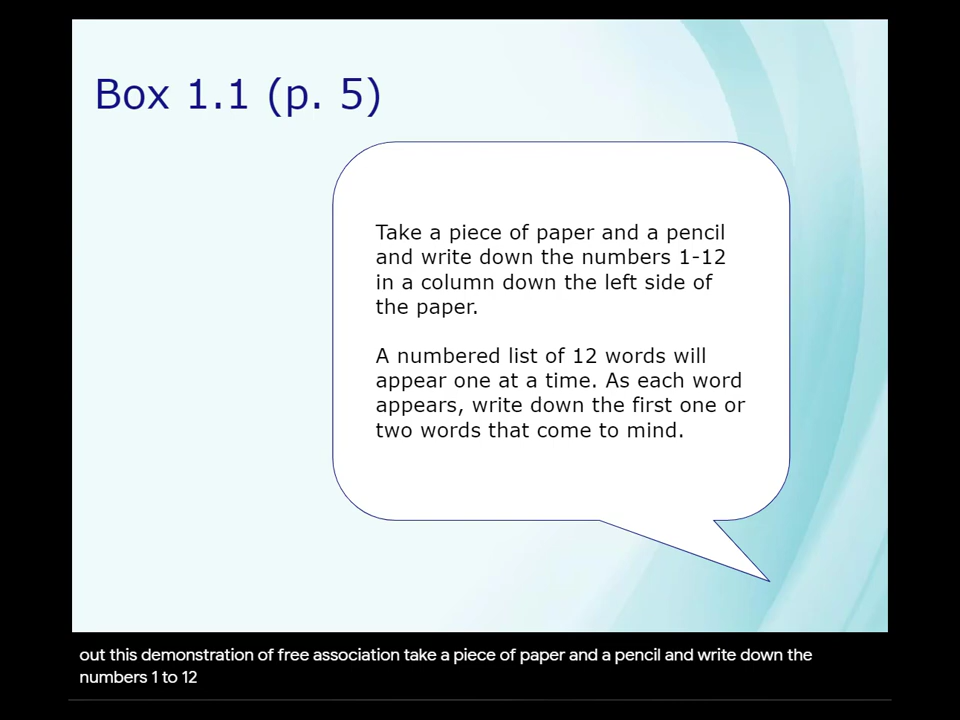 Box 1.1 (p. 5)
Take a piece of paper and a pencil
and write down the numbers 1-12
in a column down the left side of
the paper.
A numbered list of 12 words will
appear one at a time. As each word
appears, write down the first one or
two words that come to mind.
out this demonstration of free association take a piece of paper and a pencil and write down the
numbers 1 to 12